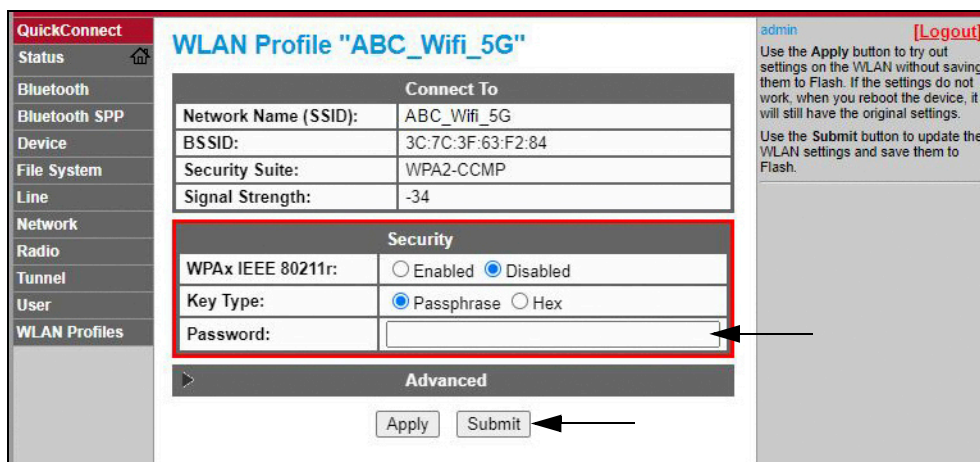 QuickConnect
Status
Bluetooth
Bluetooth SPP
Device
File System
Line
Network
Radio
Tunnel
User
WLAN Profiles
WLAN Profile "ABC_Wifi_5G"
Connect To
Network Name (SSID): ABC_Wifi_5G
BSSID: 3C:7C:3F:63:F2:84
Security Suite: WPA2-CCMP
Signal Strength: -34
Security
WPAx IEEE 80211r: Enabled Disabled
Key Type: Passphrase Hex
Password:
Advanced
Apply Submit
admin [Logout]
Use the Apply button to try out
settings on the WLAN without saving
them to Flash. If the settings do not
work, when you reboot the device, it
will still have the original settings.
Use the Submit button to update the
WLAN settings and save them to
Flash.